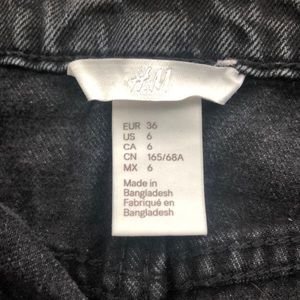 H&M
EUR 36
US 6
CA 6
CN 165/68A
MX 6
Made in
Bangladesh
Fabriqué en
Bangladesh